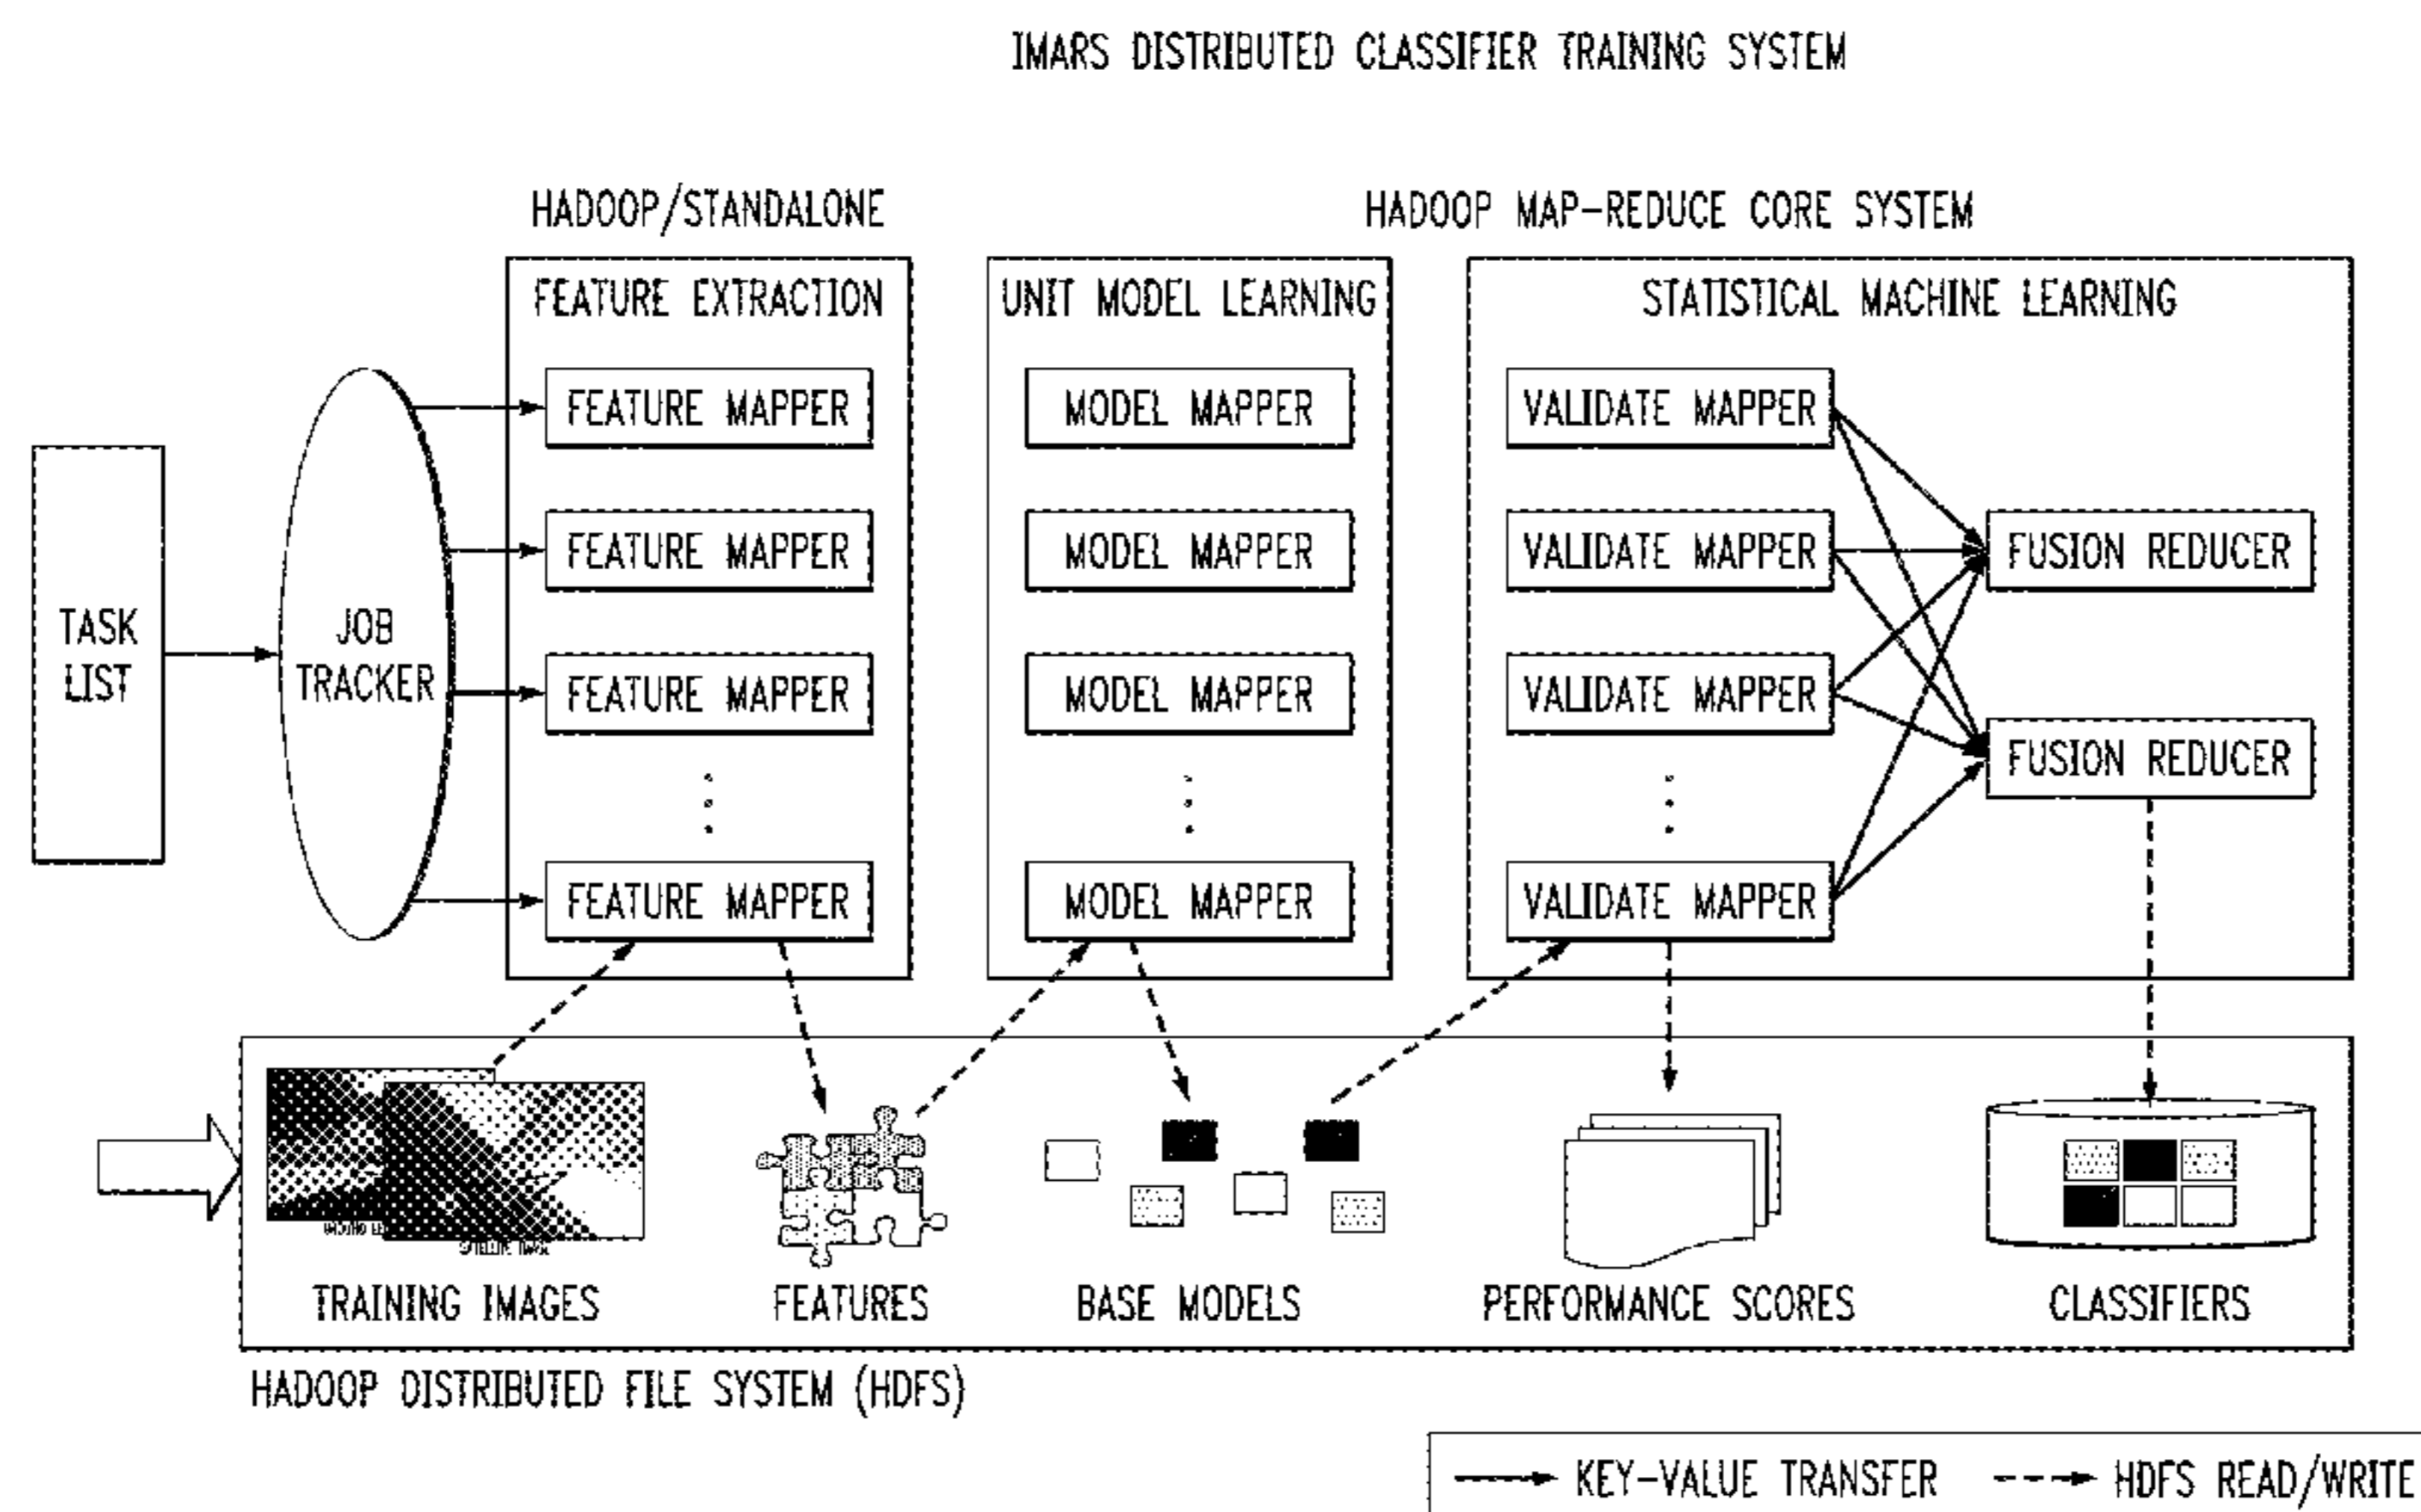 IMARS DISTRIBUTED CLASSIFIER TRAINING SYSTEM
HADOOP/STANDALONE
HADOOP MAP-REDUCE CORE SYSTEM
FEATURE EXTRACTION
UNIT MODEL LEARNING
STATISTICAL MACHINE LEARNING
TASK
LIST
JOB
TRACKER
FEATURE MAPPER
FEATURE MAPPER
FEATURE MAPPER
FEATURE MAPPER
MODEL MAPPER
MODEL MAPPER
MODEL MAPPER
MODEL MAPPER
VALIDATE MAPPER
VALIDATE MAPPER
VALIDATE MAPPER
VALIDATE MAPPER
FUSION REDUCER
FUSION REDUCER
TRAINING IMAGES
FEATURES
BASE MODELS
PERFORMANCE SCORES
CLASSIFIERS
HADOOP DISTRIBUTED FILE SYSTEM (HDFS)
KEY-VALUE TRANSFER
HDFS READ/WRITE